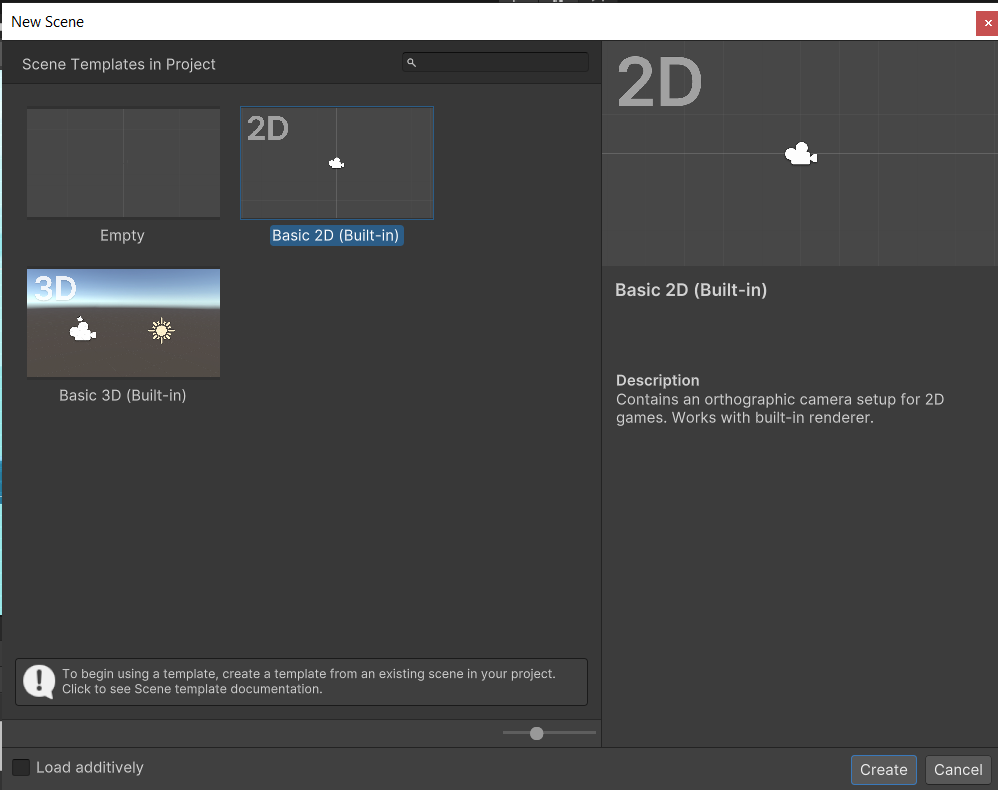 New Scene
Scene Templates in Project
2D
Empty
Basic 2D (Built-in)
3D
Basic 3D (Built-in)
To begin using a template, create a template from an existing scene in your project.
Click to see Scene template documentation.
Load additively
2D
Basic 2D (Built-in)
Description
Contains an orthographic camera setup for 2D
games. Works with built-in renderer.
Create
Cancel